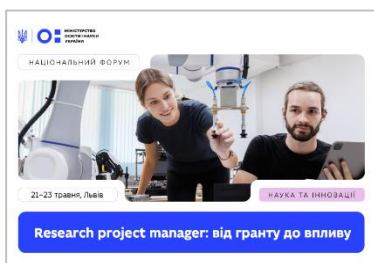 МІНІСТЕРСТВО
ОСВІТИ І НАУКИ
УКРАЇНИ
НАЦІОНАЛЬНИЙ ФОРУМ
21–23 травня, Львів
НАУКА ТА ІННОВАЦІЇ
Research project manager: від гранту до впливу